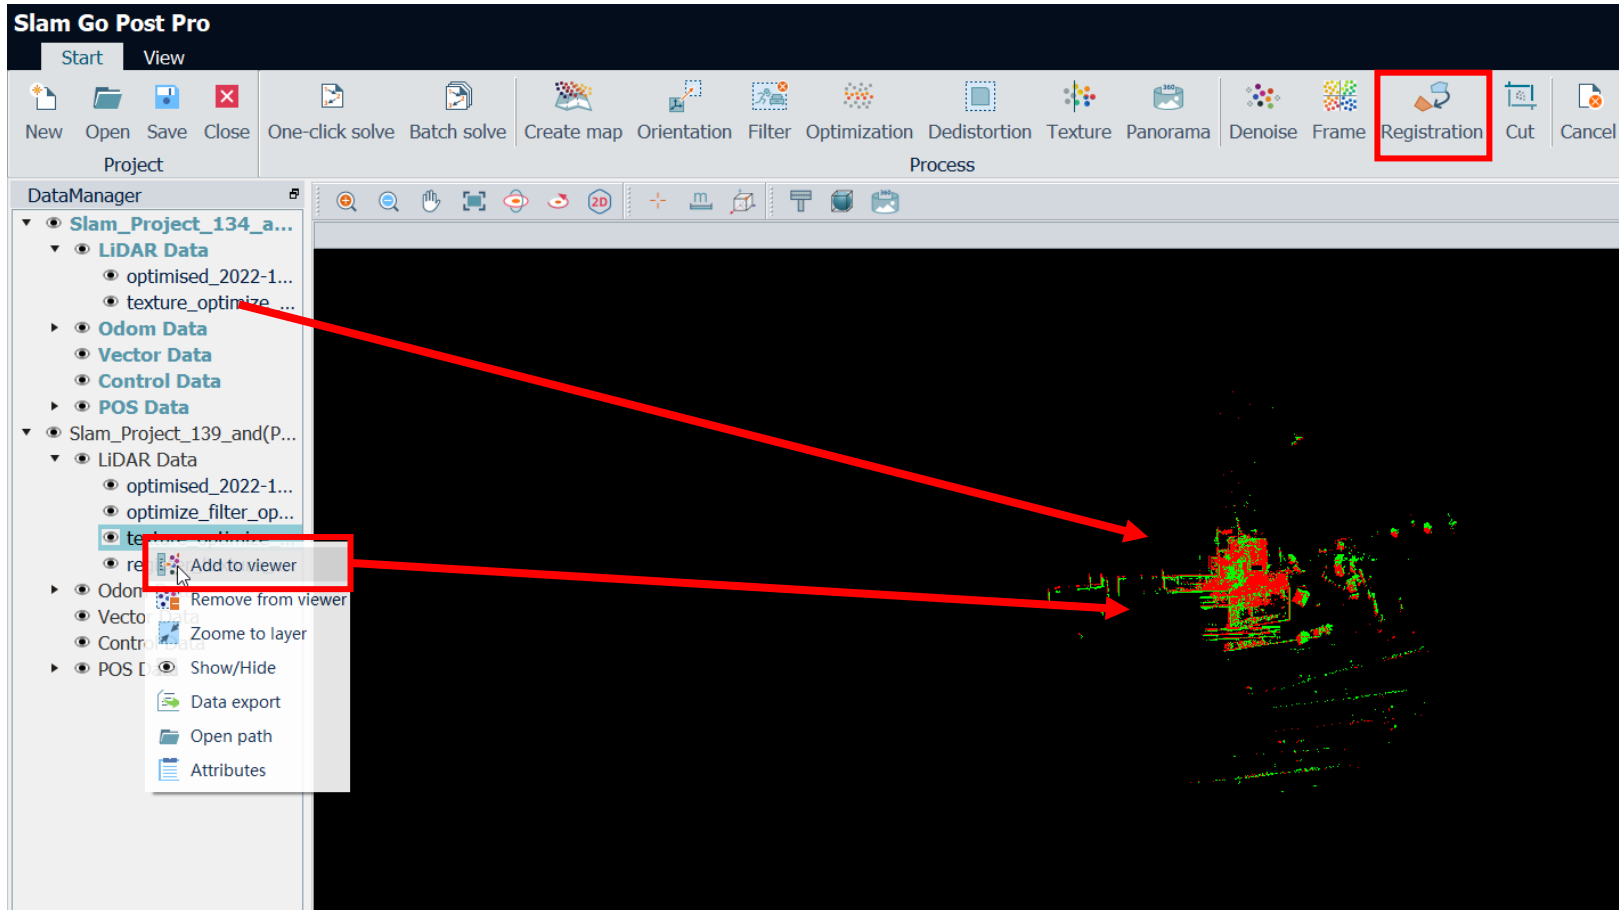 Slam Go Post Pro
Start View
New Open Save Close One-click solve Batch solve Create map Orientation Filter Optimization Dedistortion Texture Panorama Denoise Frame Registration Cut Cancel
Project Process
DataManager
2D m 360
Slam_Project_134_a...
LiDAR Data
optimised_2022-1...
texture_optimize_...
Odom Data
Vector Data
Control Data
POS Data
Slam_Project_139_and(P...
LiDAR Data
optimised_2022-1...
optimize_filter_op...
Add to viewer
Remove from viewer
Zoome to layer
Show/Hide
Data export
Open path
Attributes